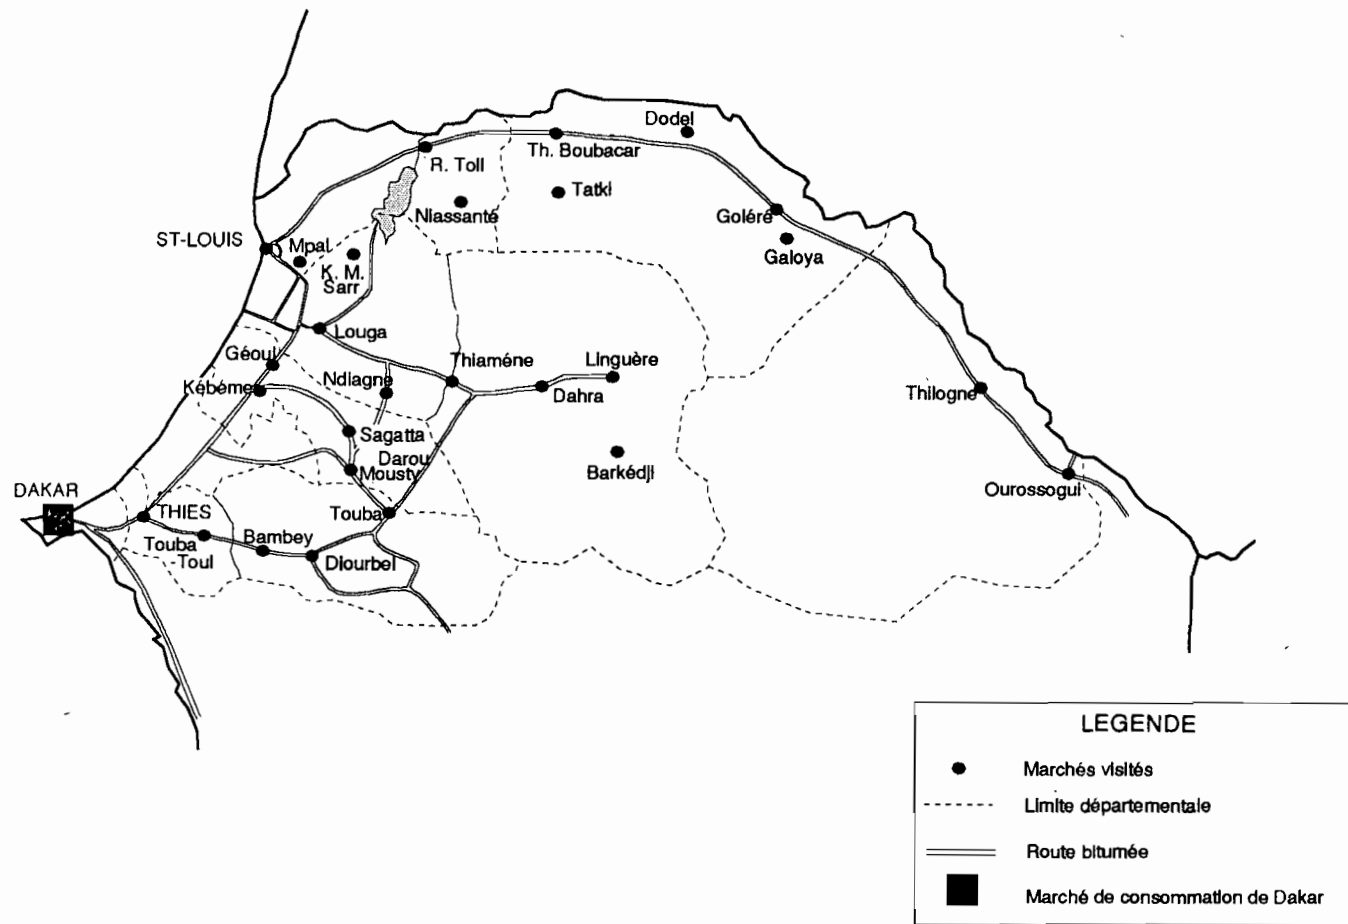 Dodel
Th. Boubacar
R. Toll
Tatki
Niassanté
Goléré
ST-LOUIS
Mpal
Galoya
K. M.
Sarr
Louga
Géoul
Thiaméne
Linguère
Kébéme
Ndiagne
Dahra
Thilogne
Sagatta
Darou
Mousty
Barkédji
DAKAR
Ourossogui
THIES
Touba
Touba
Toul
Bambey
Diourbel
LEGENDE
Marchés visités
Limite départementale
Route bitumée
Marché de consommation de Dakar